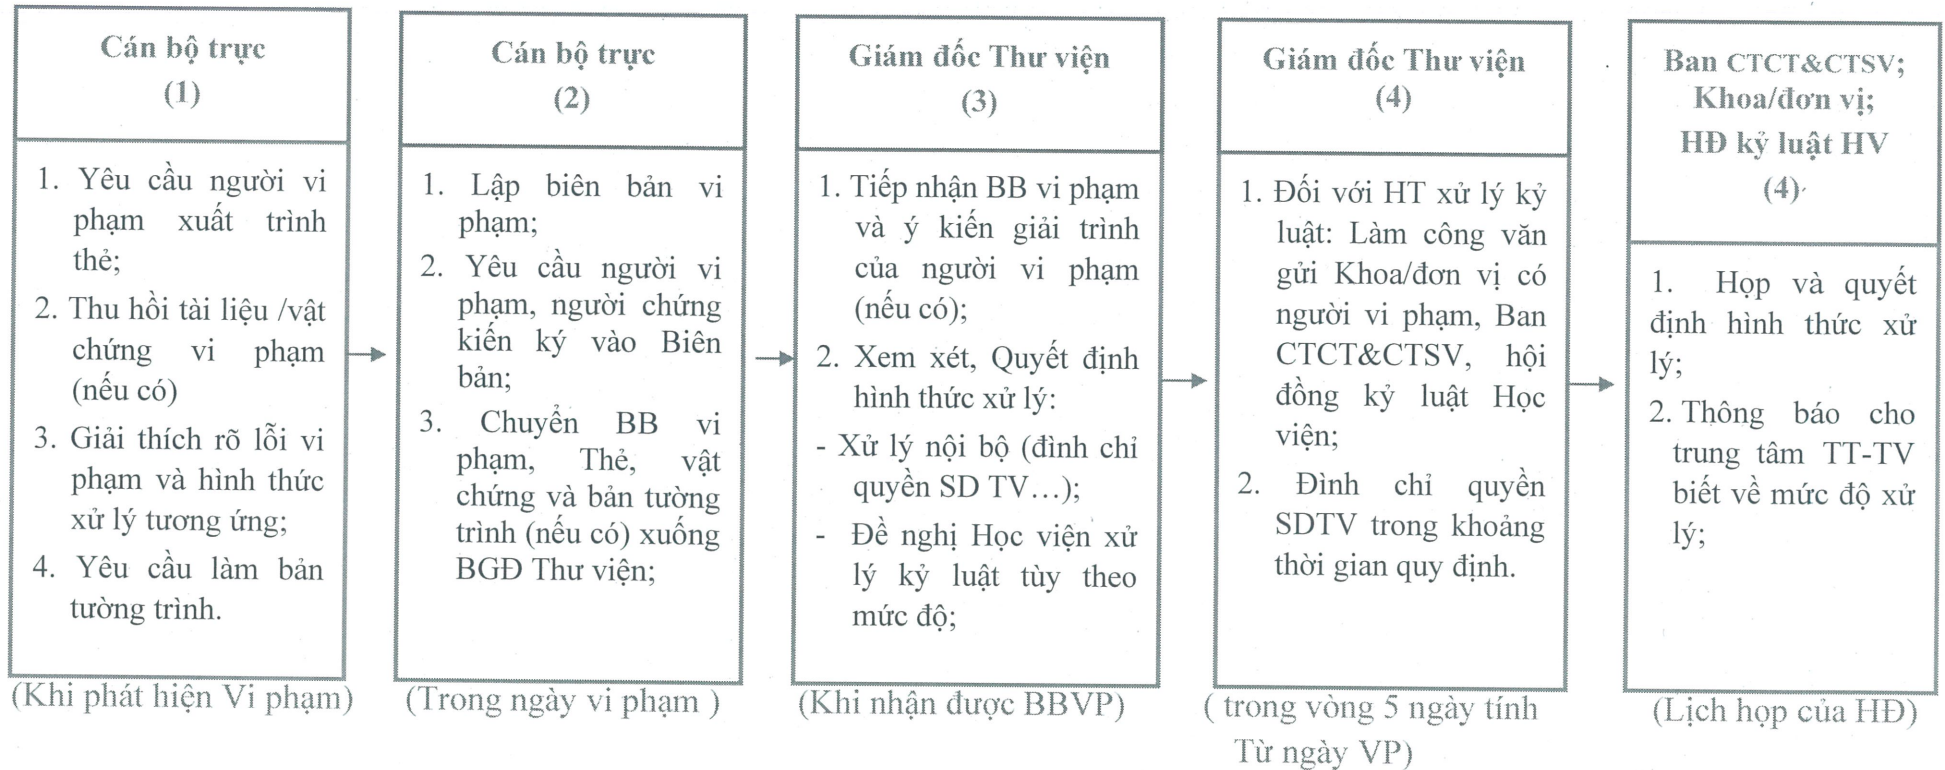 Cán bộ trực
(1)
1. Yêu cầu người vi
phạm xuất trình
thẻ;
2. Thu hồi tài liệu /vật
chứng vi phạm
(nếu có)
3. Giải thích rõ lỗi vi
phạm và hình thức
xử lý tương ứng;
4. Yêu cầu làm bản
tường trình.
(Khi phát hiện Vi phạm)
Cán bộ trực
(2)
1. Lập biên bản vi
phạm;
2. Yêu cầu người vi
phạm, người chứng
kiến ký vào Biên
bản;
3. Chuyển BB vi
phạm, Thẻ, vật
chứng và bản tường
trình (nếu có) xuống
BGĐ Thư viện;
(Trong ngày vi phạm )
Giám đốc Thư viện
(3)
1. Tiếp nhận BB vi phạm
và ý kiến giải trình
của người vi phạm
(nếu có);
2. Xem xét, Quyết định
hình thức xử lý:
- Xử lý nội bộ (đình chỉ
quyền SD TV...);
- Đề nghị Học viện xử
lý kỷ luật tùy theo
mức độ;
(Khi nhận được BBVP)
Giám đốc Thư viện
(4)
1. Đối với HT xử lý kỷ
luật: Làm công văn
gửi Khoa/đơn vị có
người vi phạm, Ban
CTCT&CTSV, hội
đồng kỷ luật Học
viện;
2. Đình chỉ quyền
SDTV trong khoảng
thời gian quy định.
( trong vòng 5 ngày tính
Từ ngày VP)
Ban CTCT&CTSV;
Khoa/đơn vị;
HĐ kỷ luật HV
(4)
1. Họp và quyết
định hình thức xử
lý;
2. Thông báo cho
trung tâm TT-TV
biết về mức độ xử
lý;
(Lịch họp của HĐ)